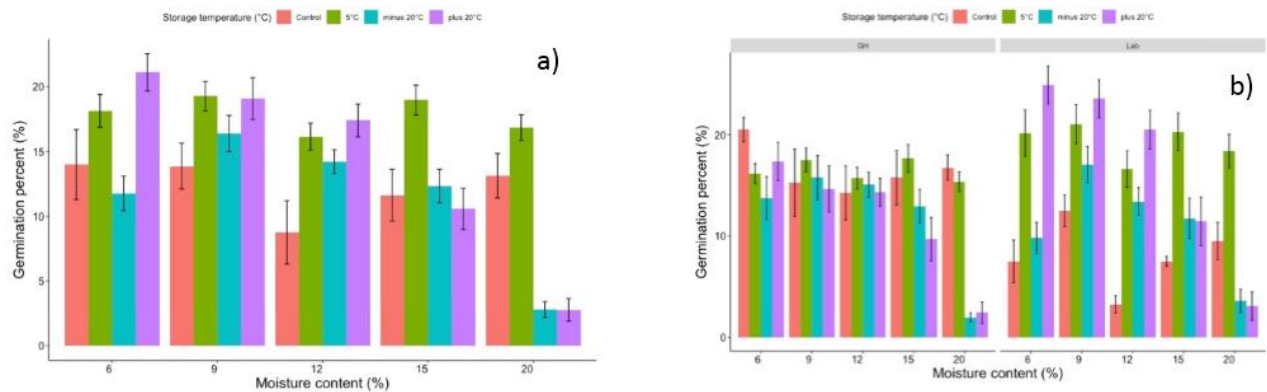 Storage temperature (°C) Control 5°C minus 20°C plus 20°C
a)
Germination percent (%)
20
15
10
5
0
6 9 12 15 20
Moisture content (%)
Storage temperature (°C) Control 5°C minus 20°C plus 20°C
GH Lab
b)
Germination percent (%)
20
10
0
6 9 12 15 20 6 9 12 15 20
Moisture content (%)